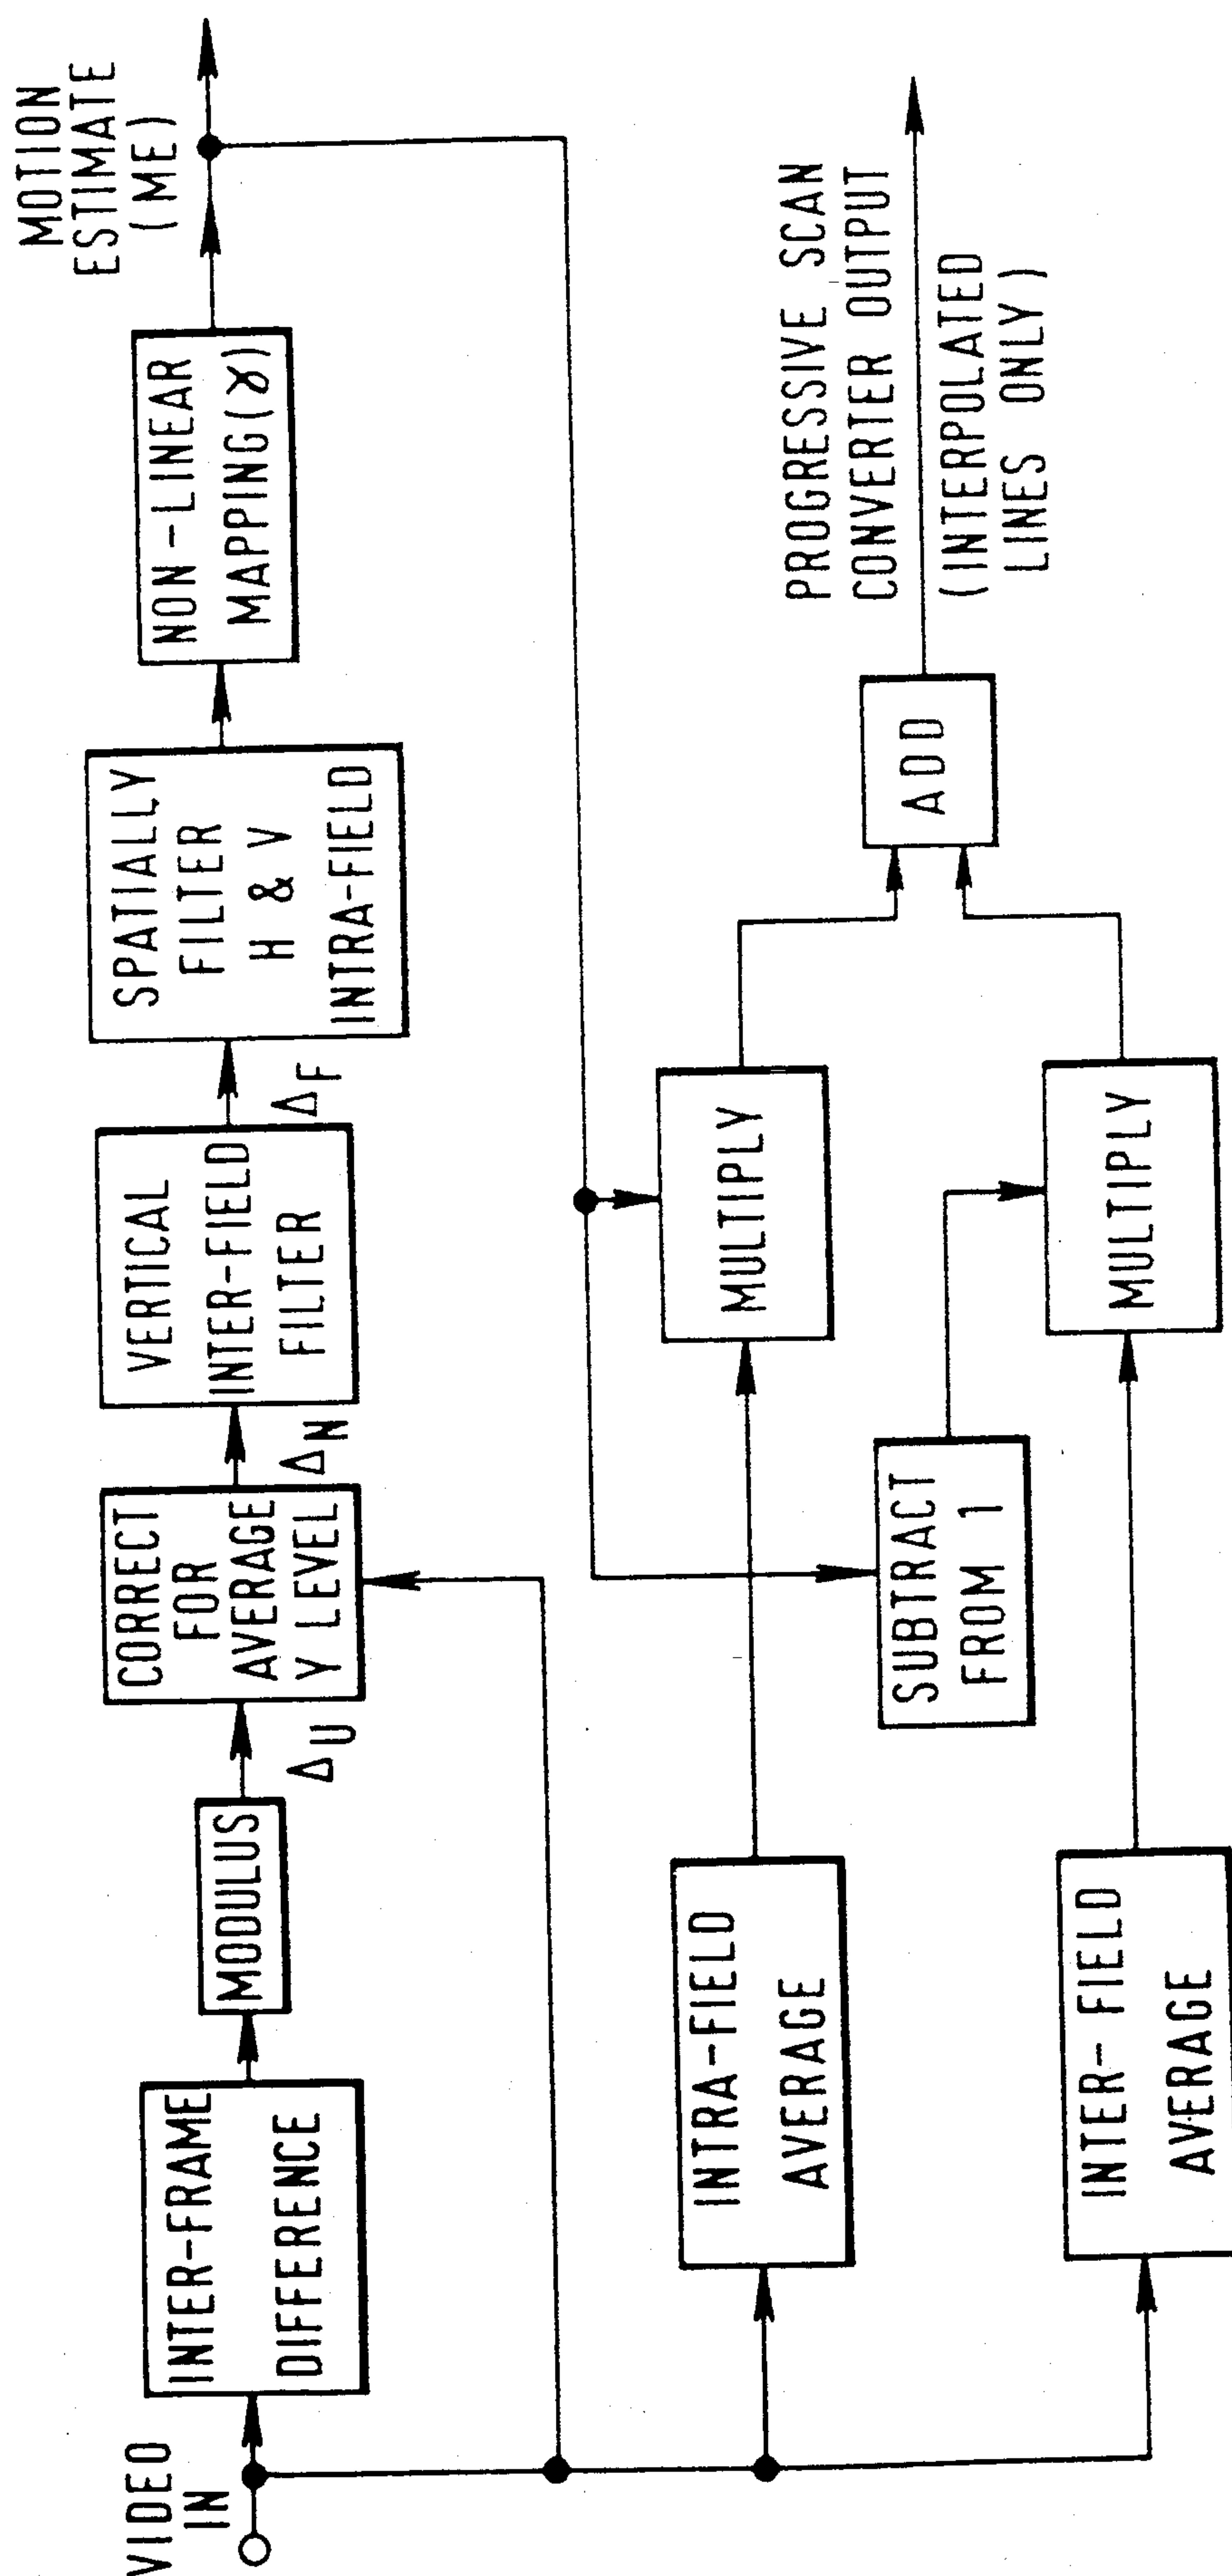 VIDEO
IN
INTER-FRAME
DIFFERENCE
MODULUS
ΔU
CORRECT
FOR
AVERAGE
Y LEVEL
ΔN
VERTICAL
INTER-FIELD
FILTER
ΔF
SPATIALLY
FILTER
H & V
INTRA-FIELD
NON-LINEAR
MAPPING(γ)
MOTION
ESTIMATE
(ME)
INTRA-FIELD
AVERAGE
MULTIPLY
SUBTRACT
FROM 1
INTER-FIELD
AVERAGE
MULTIPLY
ADD
PROGRESSIVE SCAN
CONVERTER OUTPUT
(INTERPOLATED
LINES ONLY)